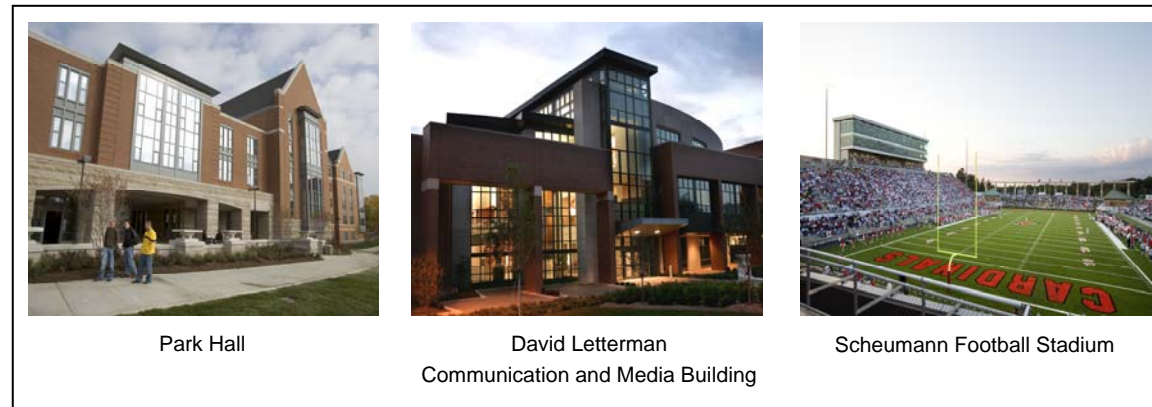 CARDINALS
Park Hall
David Letterman
Communication and Media Building
Scheumann Football Stadium